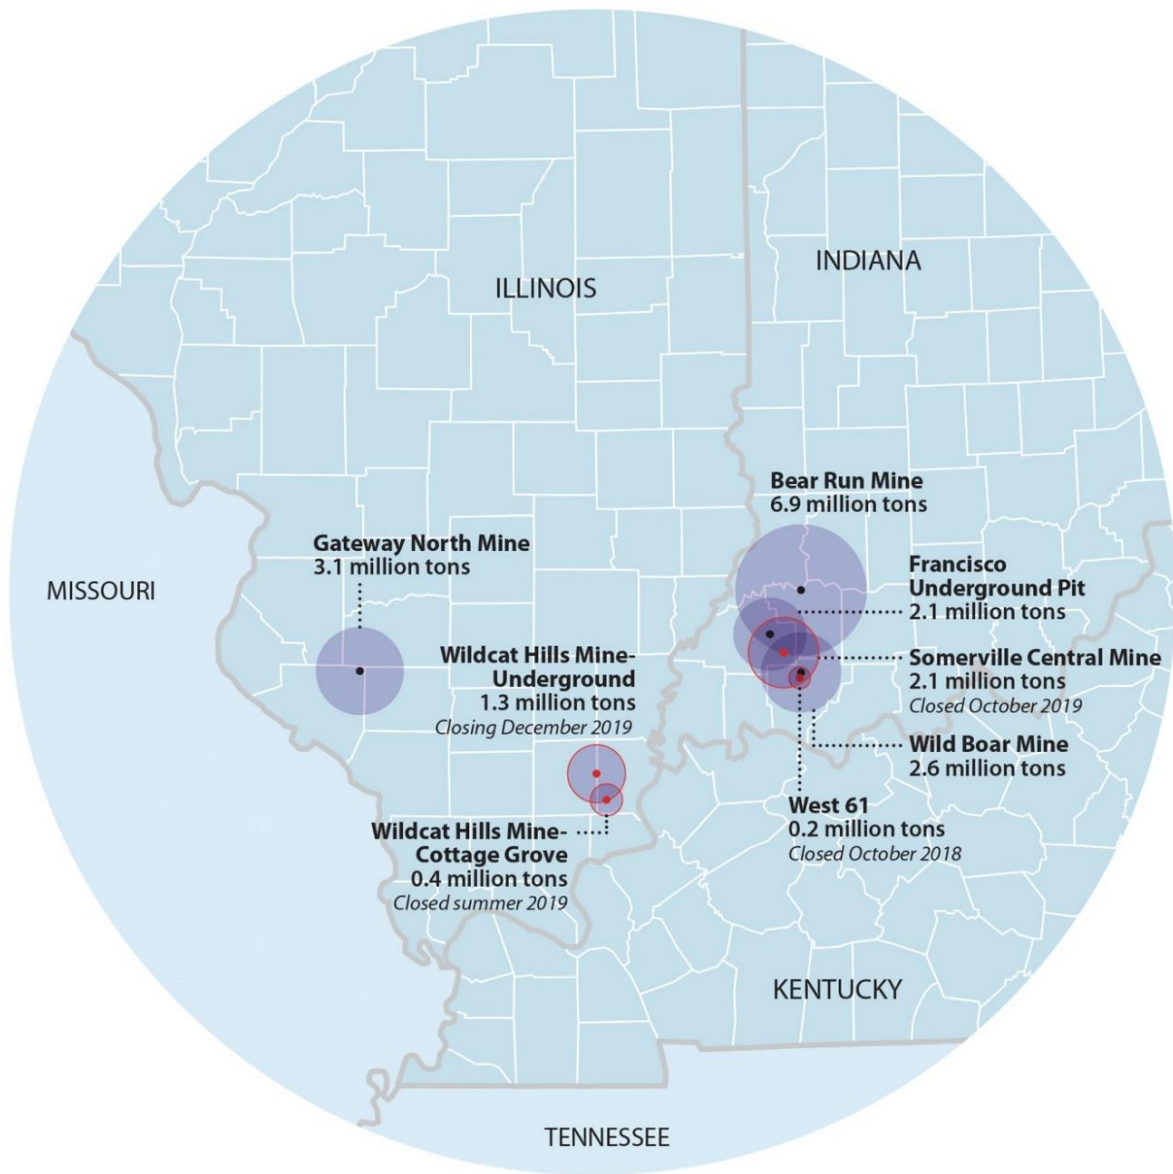 INDIANA
ILLINOIS
Bear Run Mine
6.9 million tons
Gateway North Mine
3.1 million tons
Francisco
Underground Pit
2.1 million tons
MISSOURI
Wildcat Hills Mine-
Underground
1.3 million tons
Closing December 2019
Somerville Central Mine
2.1 million tons
Closed October 2019
Wild Boar Mine
2.6 million tons
West 61
0.2 million tons
Closed October 2018
Wildcat Hills Mine-
Cottage Grove
0.4 million tons
Closed summer 2019
KENTUCKY
TENNESSEE